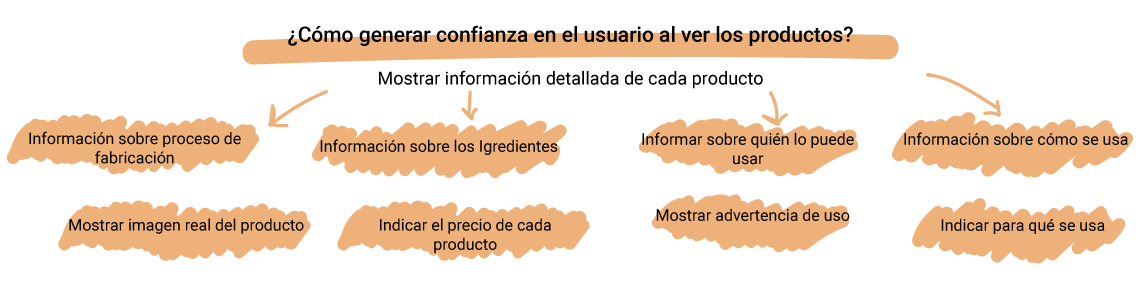 ¿Cómo generar confianza en el usuario al ver los productos?
Mostrar información detallada de cada producto
Información sobre proceso de
fabricación
Información sobre los Igredientes
Informar sobre quién lo puede
usar
Información sobre cómo se usa
Mostrar imagen real del producto
Indicar el precio de cada
producto
Mostrar advertencia de uso
Indicar para qué se usa